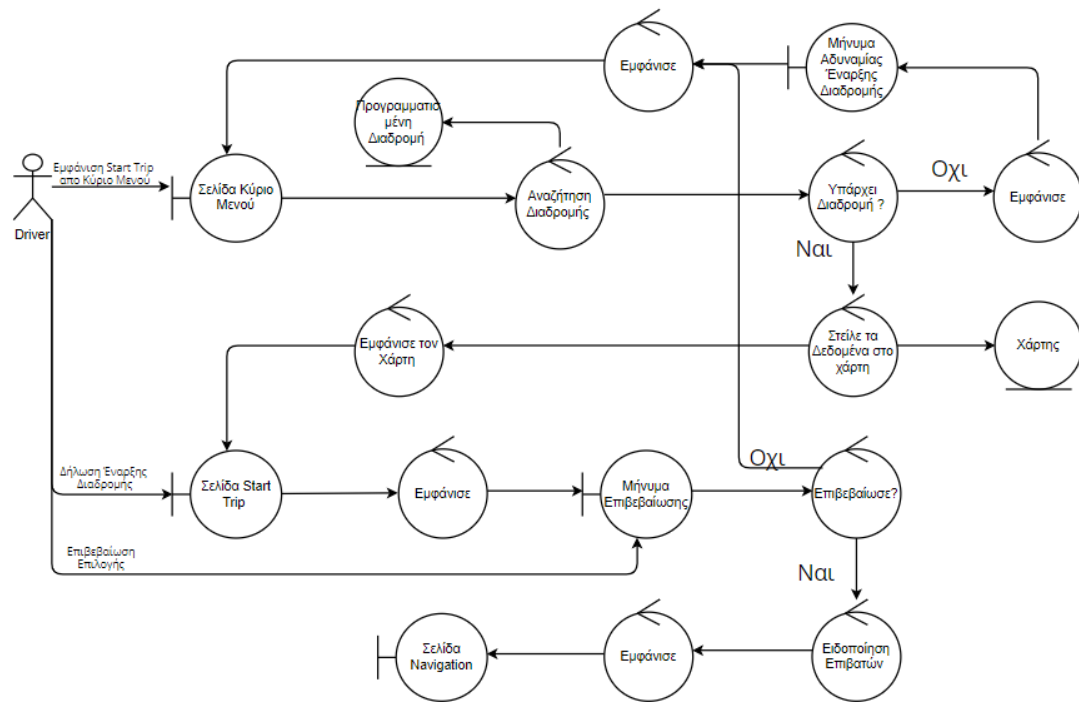 Εμφάνισε
Μήνυμα
Αδυναμίας
Έναρξης
Διαδρομής
Προγραμματισ
μένη
Διαδρομή
Εμφάνιση Start Trip
απο Κύριο Μενού
Driver
Σελίδα Κύριο
Μενού
Αναζήτηση
Διαδρομής
Υπάρχει
Διαδρομή ?
Οχι
Εμφάνισε
Ναι
Εμφάνισε τον
Χάρτη
Στείλε τα
Δεδομένα στο
χάρτη
Χάρτης
Δήλωση Έναρξης
Διαδρομής
Σελίδα Start
Trip
Εμφάνισε
Μήνυμα
Επιβεβαίωσης
Οχι
Επιβεβαίωσε?
Επιβεβαίωση
Επιλογής
Ναι
Σελίδα
Navigation
Εμφάνισε
Ειδοποίηση
Επιβατών